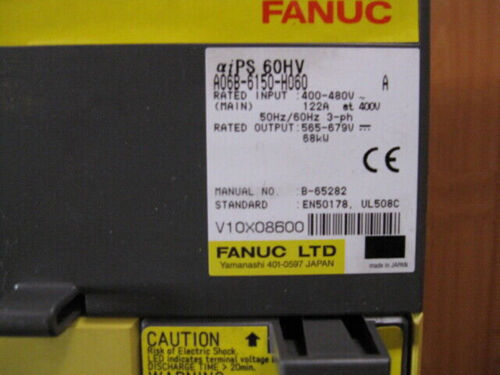 FANUC
αiPS 60HV
A06B-6150-H060 A
RATED INPUT :400-480V ~
(MAIN) 122A at 400V
50Hz/60Hz 3-ph
RATED OUTPUT:565-679V ⎓
68kW
CE
MANUAL NO. :B-65282
STANDARD :EN50178, UL508C
V10X08600
FANUC LTD
Yamanashi 401-0597 JAPAN
made in JAPAN
CAUTION
Risk of Electric Shock.
LED indicates terminal voltage
DISCHARGE TIME > 20min.
WARNING